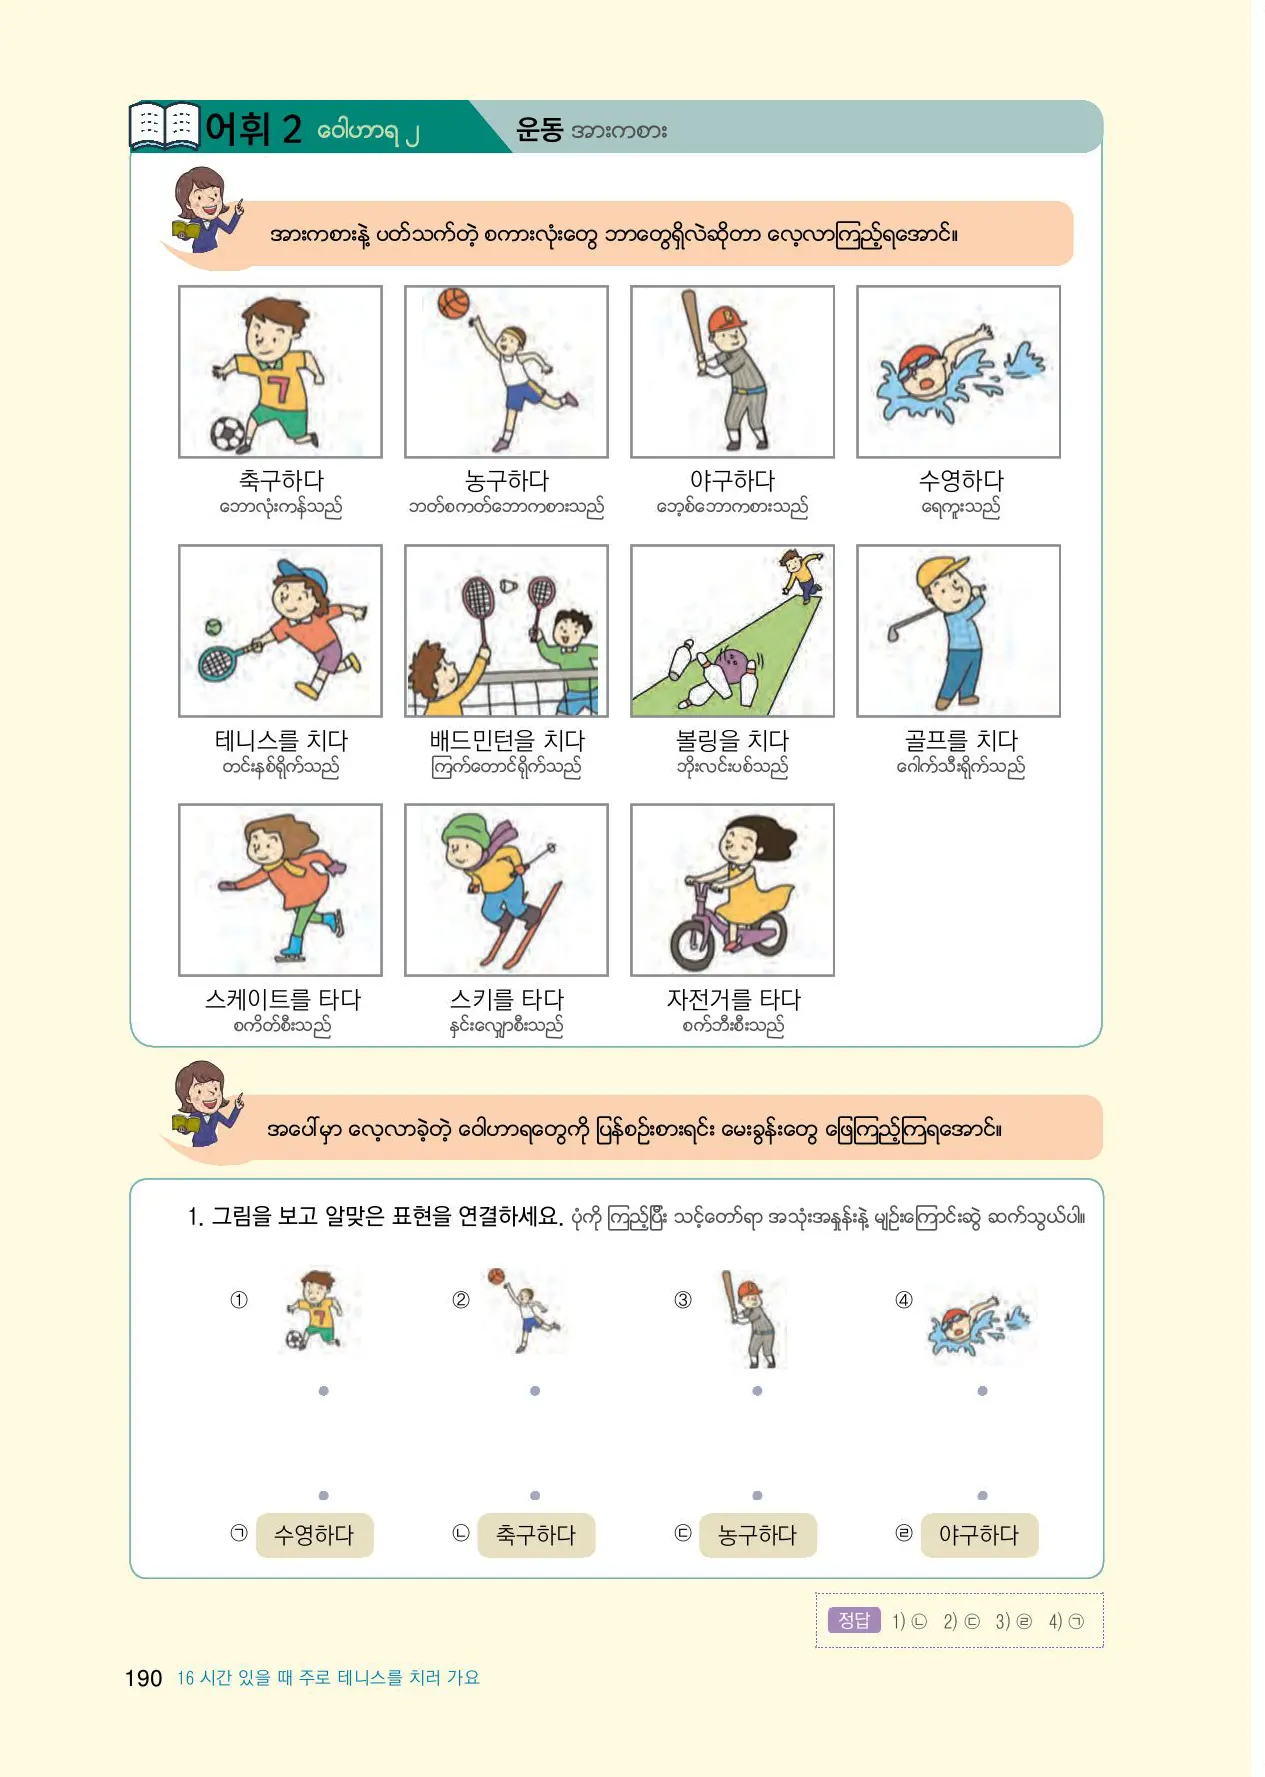 어휘 2 ဝေါဟာရ ၂ 운동 အားကစား
အားကစားနဲ့ ပတ်သက်တဲ့ စကားလုံးတွေ ဘာတွေရှိလဲဆိုတာ လေ့လာကြည့်ရအောင်။
축구하다 농구하다 야구하다 수영하다
ဘောလုံးကန်သည် ဘတ်စကတ်ဘောကစားသည် ဘေ့စ်ဘောကစားသည် ရေကူးသည်
테니스를 치다 배드민턴을 치다 볼링을 치다 골프를 치다
တင်းနစ်ရိုက်သည် ကြက်တောင်ရိုက်သည် ဘိုးလင်းပစ်သည် ဂေါက်သီးရိုက်သည်
스케이트를 타다 스키를 타다 자전거를 타다
စကိတ်စီးသည် နှင်းလျှောစီးသည် စက်ဘီးစီးသည်
အပေါ်မှာ လေ့လာခဲ့တဲ့ ဝေါဟာရတွေကို ပြန်စဉ်းစားရင်း မေးခွန်းတွေ ဖြေကြည့်ကြရအောင်။
1. 그림을 보고 알맞은 표현을 연결하세요. ပုံကို ကြည့်ပြီး သင့်တော်ရာ အသုံးအနှုန်းနဲ့ မျဉ်းကြောင်းဆွဲ ဆက်သွယ်ပါ။
① ② ③ ④
㉠ 수영하다 ㉡ 축구하다 ㉢ 농구하다 ㉣ 야구하다
정답 1) ㉡ 2) ㉢ 3) ㉣ 4) ㉠
190 16 시간 있을 때 주로 테니스를 치러 가요